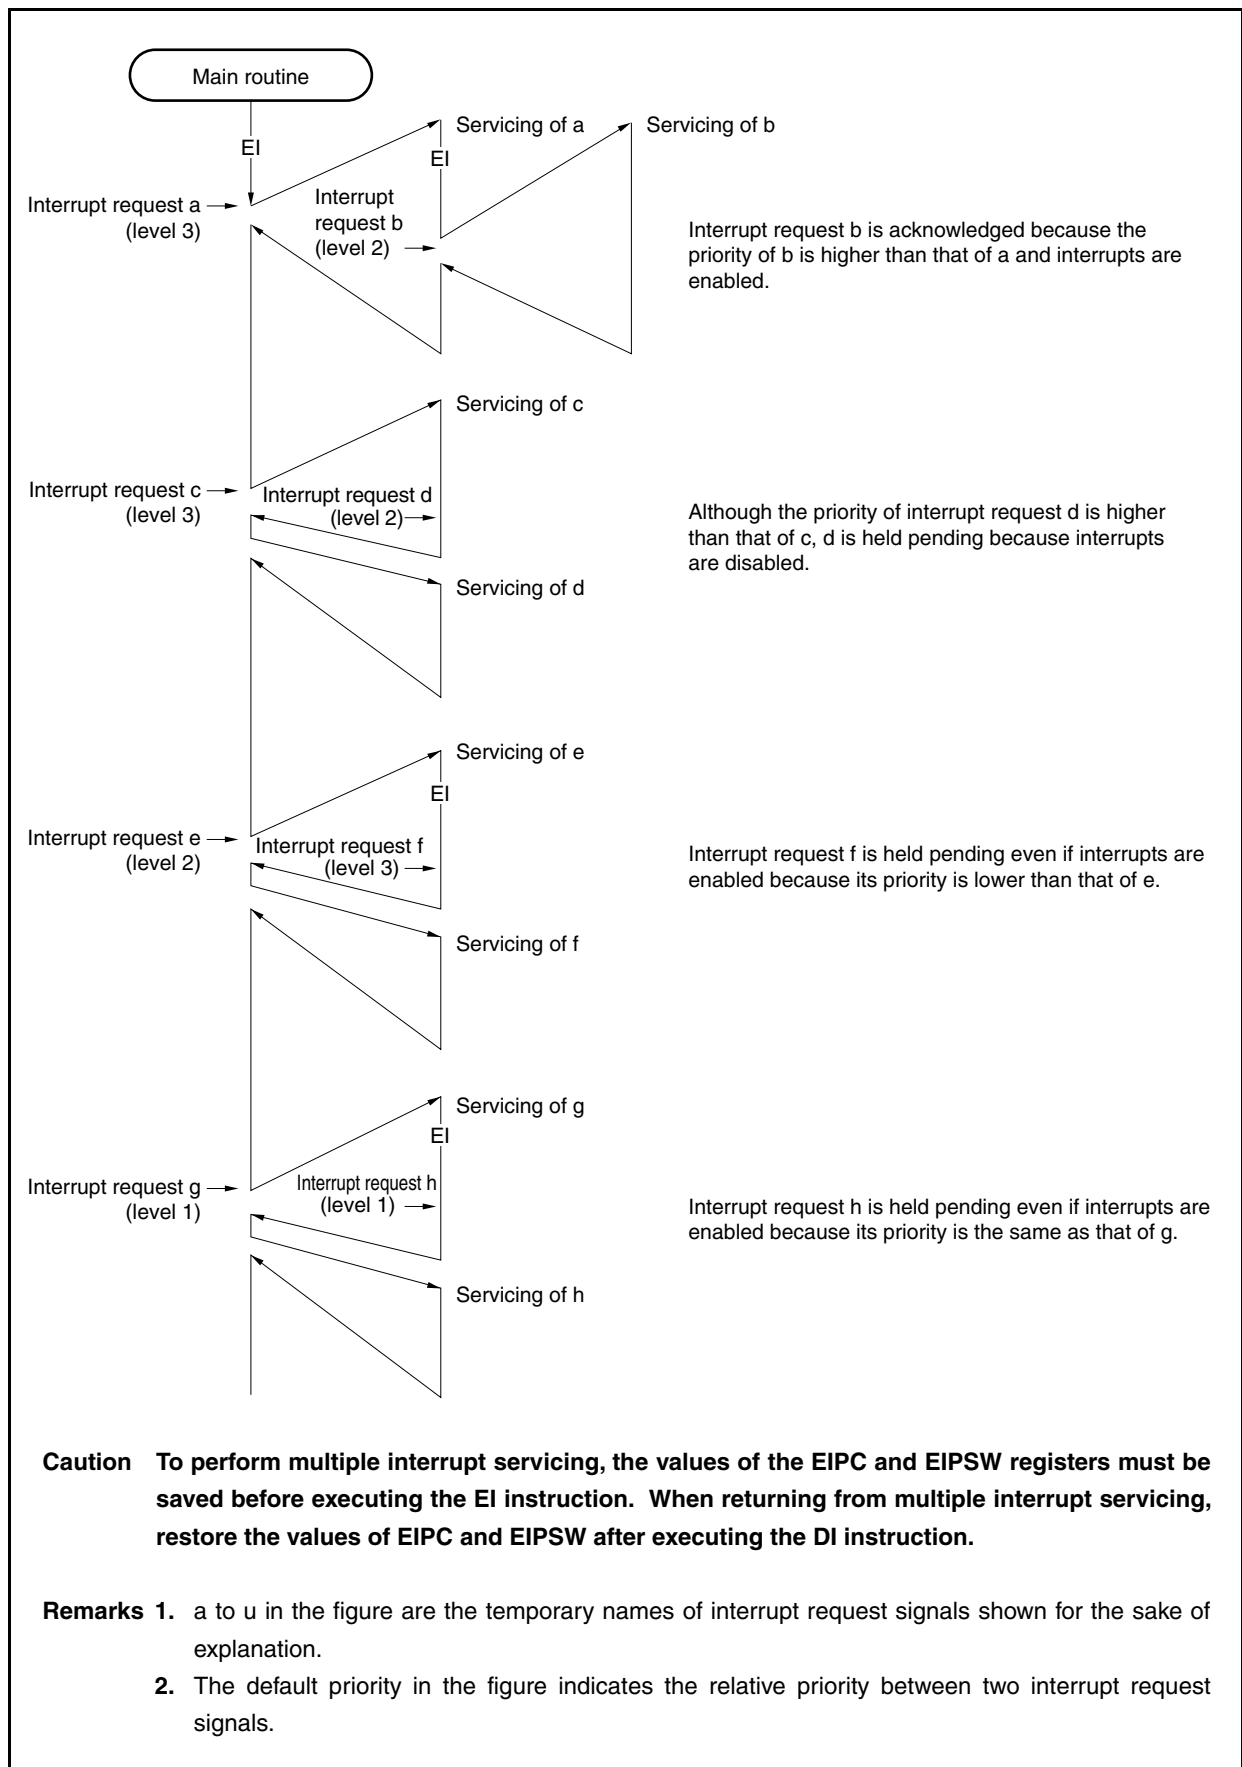 Main routine
EI
Servicing of a
Servicing of b
EI
Interrupt request a
(level 3)
Interrupt
request b
(level 2)
Interrupt request b is acknowledged because the
priority of b is higher than that of a and interrupts are
enabled.
Servicing of c
Interrupt request c
(level 3)
Interrupt request d
(level 2)
Although the priority of interrupt request d is higher
than that of c, d is held pending because interrupts
are disabled.
Servicing of d
Servicing of e
EI
Interrupt request e
(level 2)
Interrupt request f
(level 3)
Interrupt request f is held pending even if interrupts are
enabled because its priority is lower than that of e.
Servicing of f
Servicing of g
EI
Interrupt request g
(level 1)
Interrupt request h
(level 1)
Interrupt request h is held pending even if interrupts are
enabled because its priority is the same as that of g.
Servicing of h
Caution To perform multiple interrupt servicing, the values of the EIPC and EIPSW registers must be
saved before executing the EI instruction. When returning from multiple interrupt servicing,
restore the values of EIPC and EIPSW after executing the DI instruction.
Remarks 1. a to u in the figure are the temporary names of interrupt request signals shown for the sake of
explanation.
2. The default priority in the figure indicates the relative priority between two interrupt request
signals.